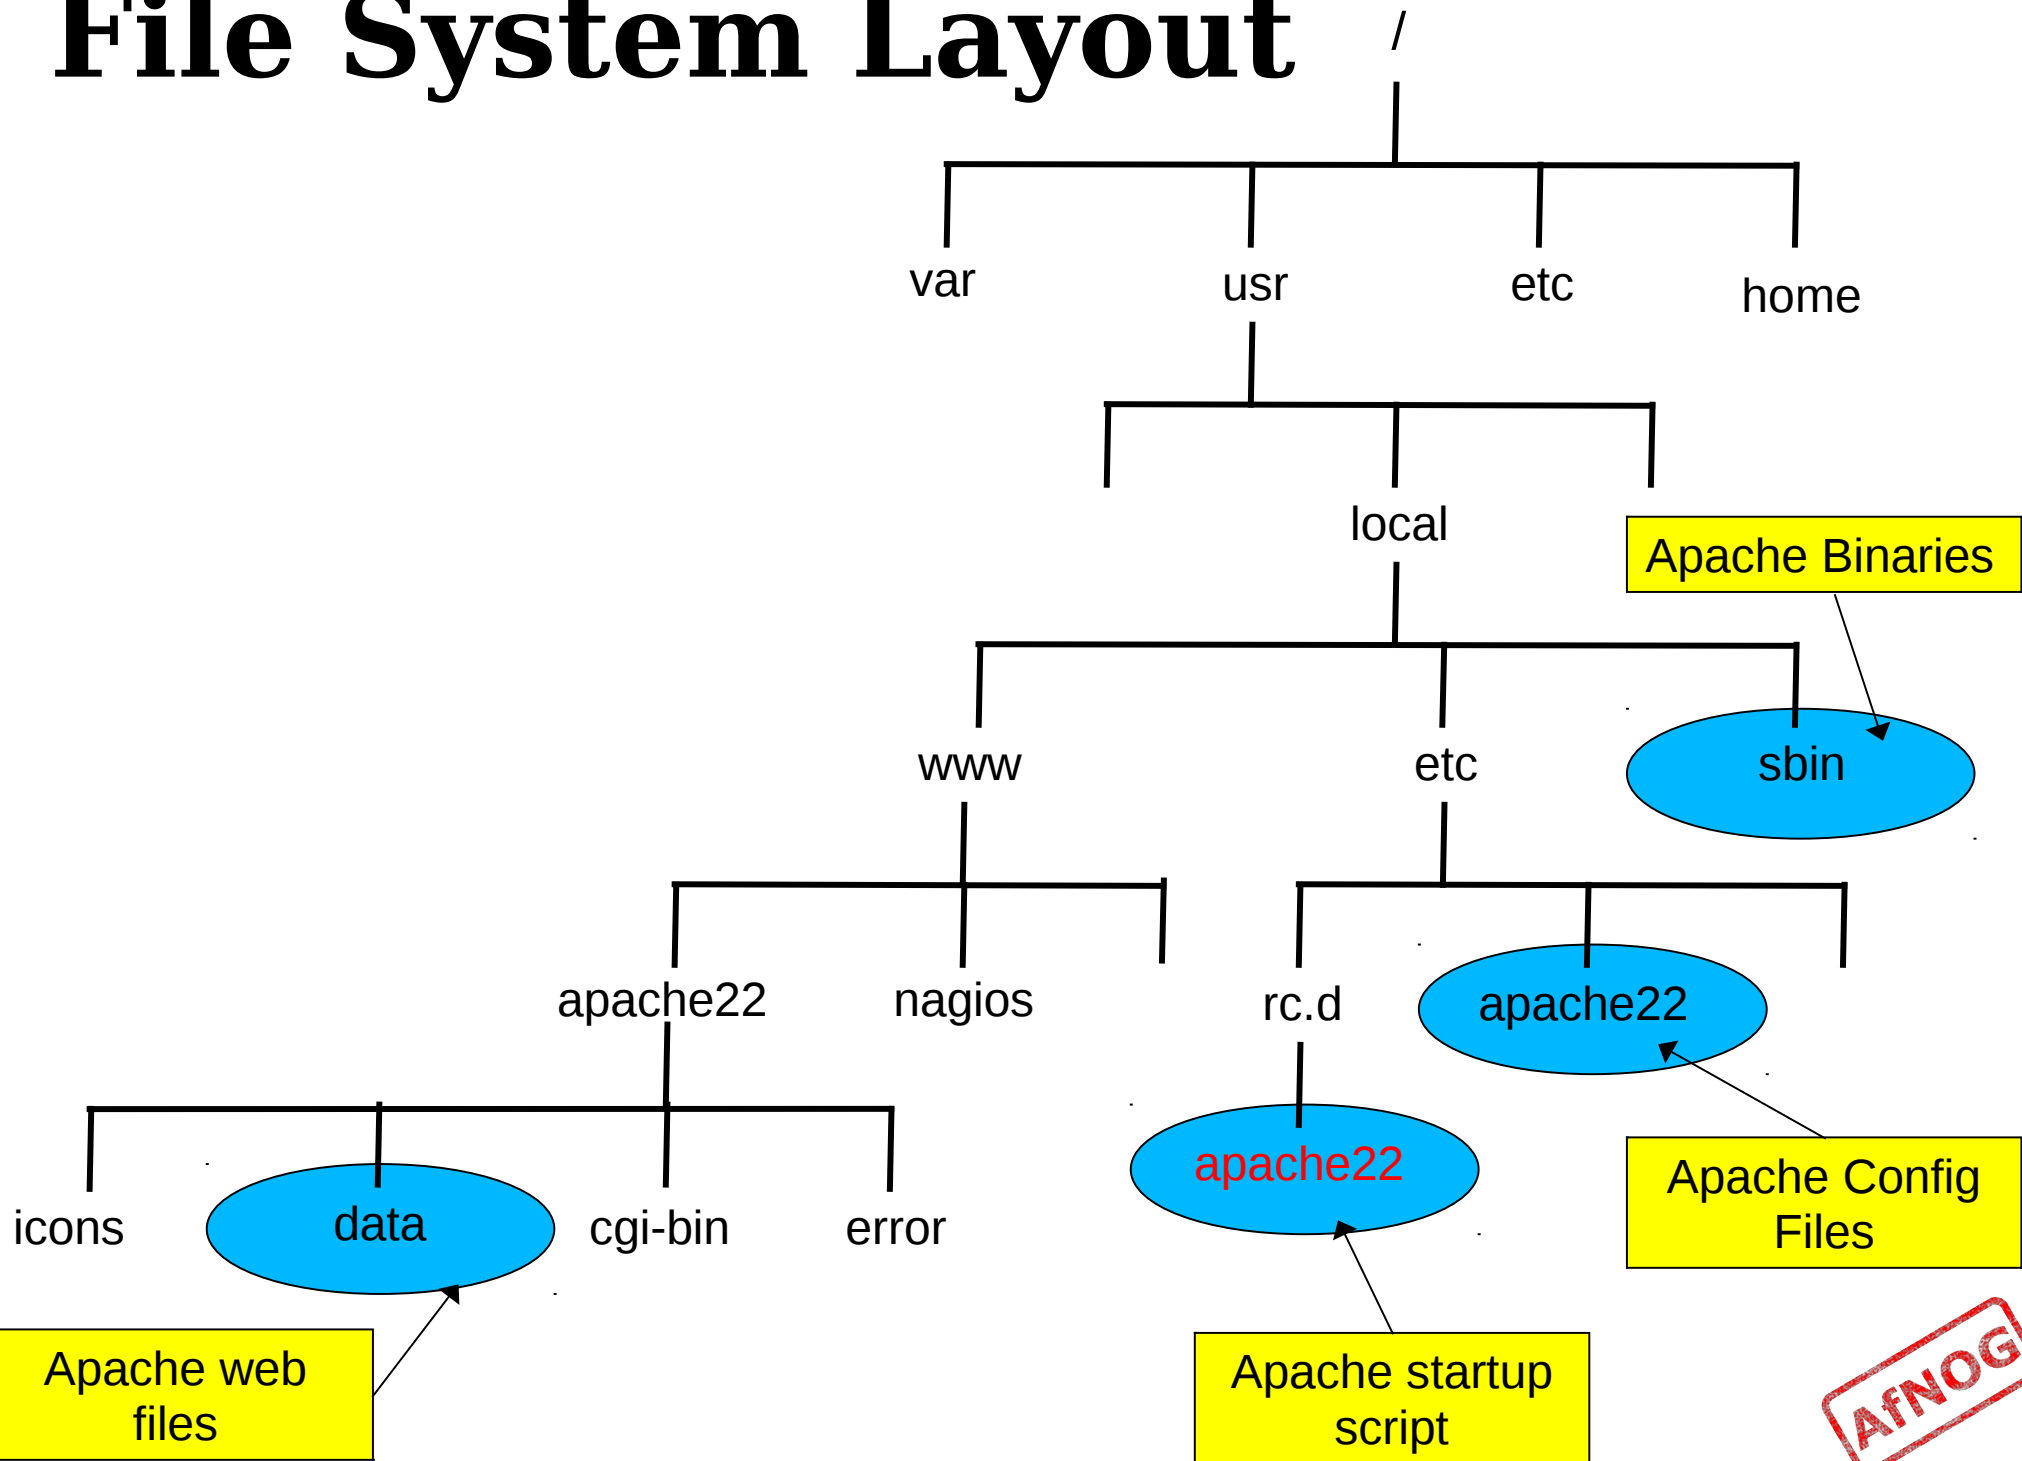 File System Layout
/
var
usr
etc
home
local
Apache Binaries
www
etc
sbin
apache22
nagios
rc.d
apache22
apache22
icons
data
cgi-bin
error
Apache Config
Files
Apache web
files
Apache startup
script
AfNOG